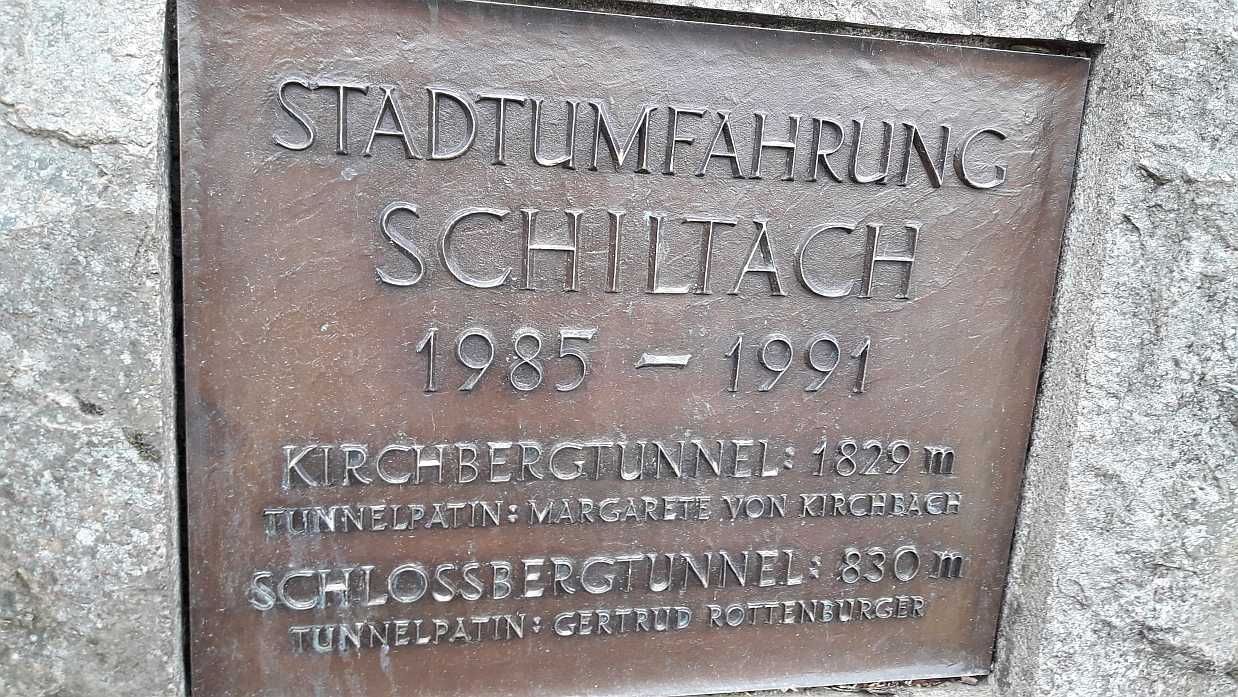 STADTUMFAHRUNG
SCHILTACH
1985 - 1991
KIRCHBERGTUNNEL: 1829 m
TUNNELPATIN: MARGARETE VON KIRCHBACH
SCHLOSSBERGTUNNEL: 830 m
TUNNELPATIN: GERTRUD ROTTENBURGER